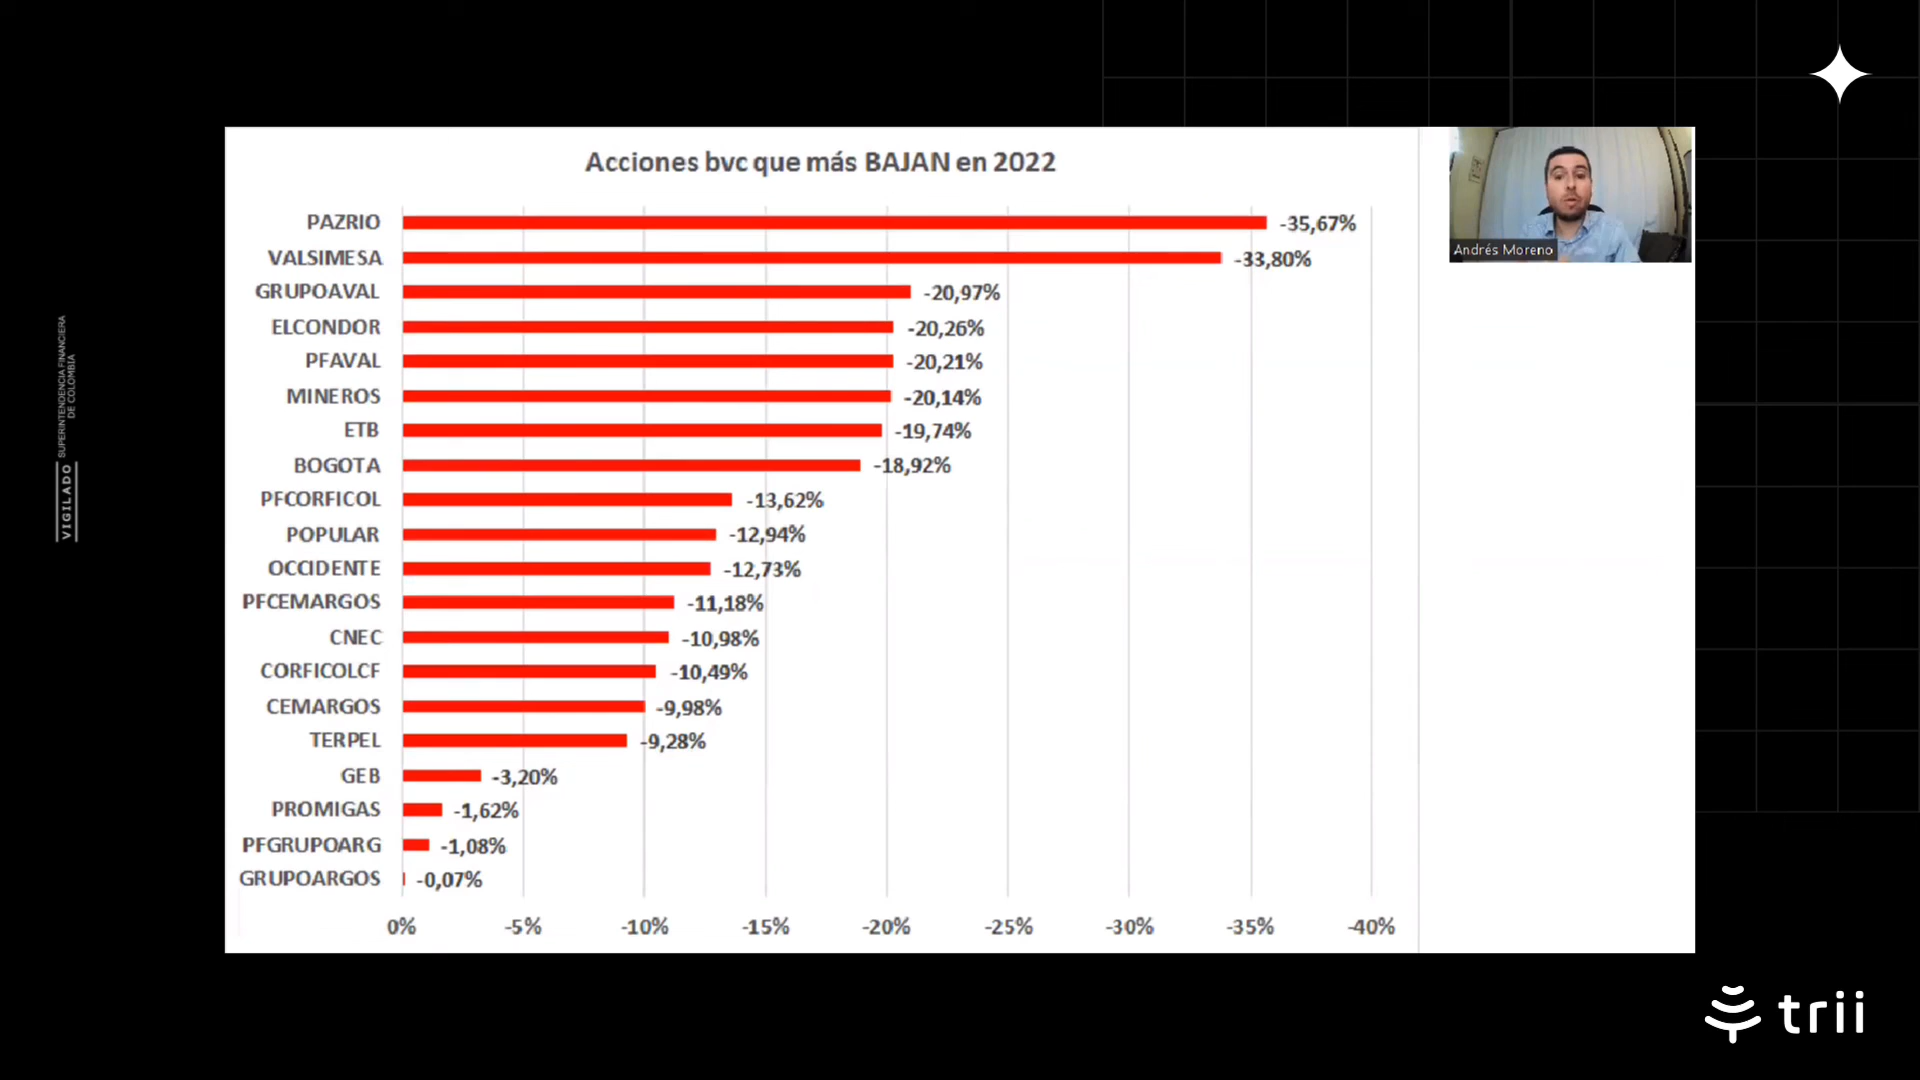 Acciones bvc que más BAJAN en 2022
PAZRIO -35,67%
VALSIMESA -33,80%
GRUPOAVAL -20,97%
ELCONDOR -20,26%
PFAVAL -20,21%
MINEROS -20,14%
ETB -19,74%
BOGOTA -18,92%
PFCORFICOL -13,62%
POPULAR -12,94%
OCCIDENTE -12,73%
PFCEMARGOS -11,18%
CNEC -10,98%
CORFICOLCF -10,49%
CEMARGOS -9,98%
TERPEL -9,28%
GEB -3,20%
PROMIGAS -1,62%
PFGRUPOARG -1,08%
GRUPOARGOS -0,07%
0% -5% -10% -15% -20% -25% -30% -35% -40%
Andrés Moreno
VIGILADO
SUPERINTENDENCIA FINANCIERA
DE COLOMBIA
trii